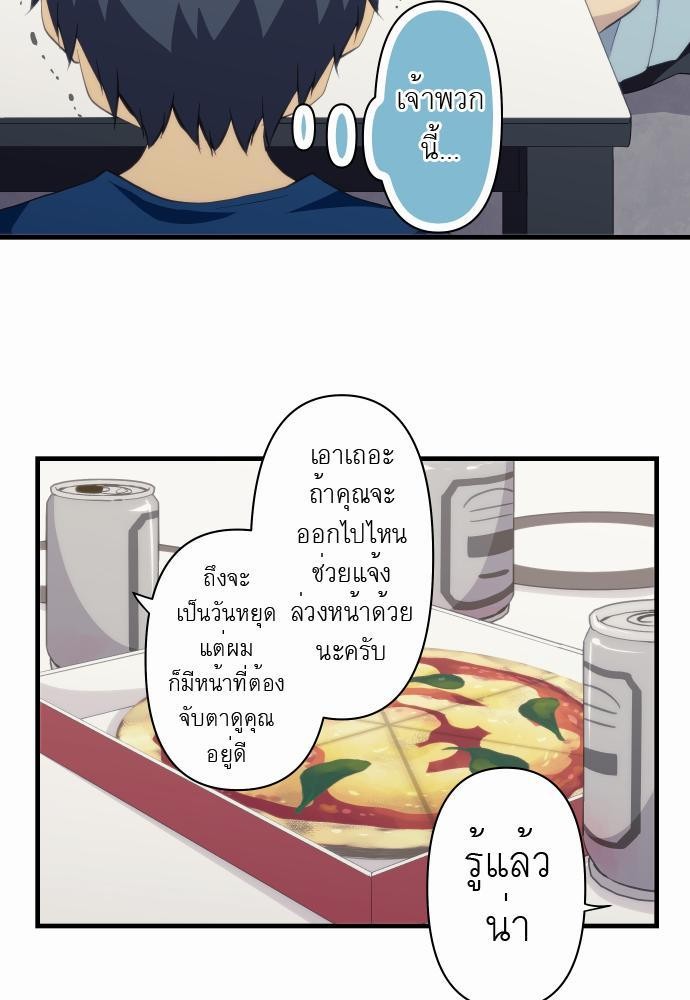 เจ้าพวก
นี้...
เอาเถอะ
ถ้าคุณจะ
ออกไปไหน
ช่วยแจ้ง
ล่วงหน้าด้วย
นะครับ
ถึงจะ
เป็นวันหยุด
แต่ผม
ก็มีหน้าที่ต้อง
จับตาดูคุณ
อยู่ดี
รู้แล้ว
น่า